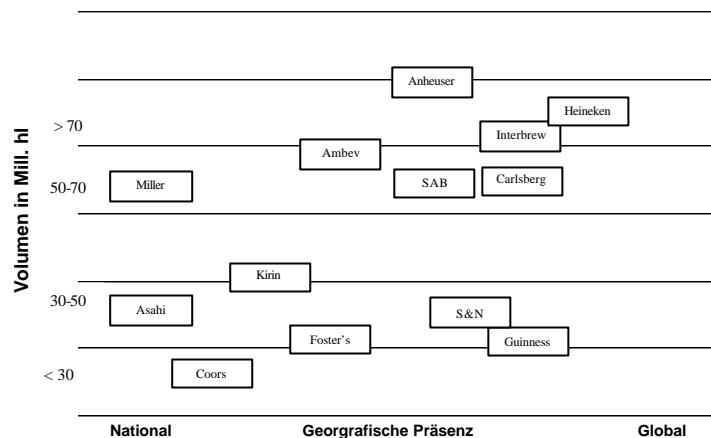 Anheuser
Heineken
> 70
Interbrew
Ambev
50-70
Miller
SAB
Carlsberg
Volumen in Mill. hl
Kirin
30-50
Asahi
S&N
Foster's
Guinness
< 30
Coors
National
Georgrafische Präsenz
Global